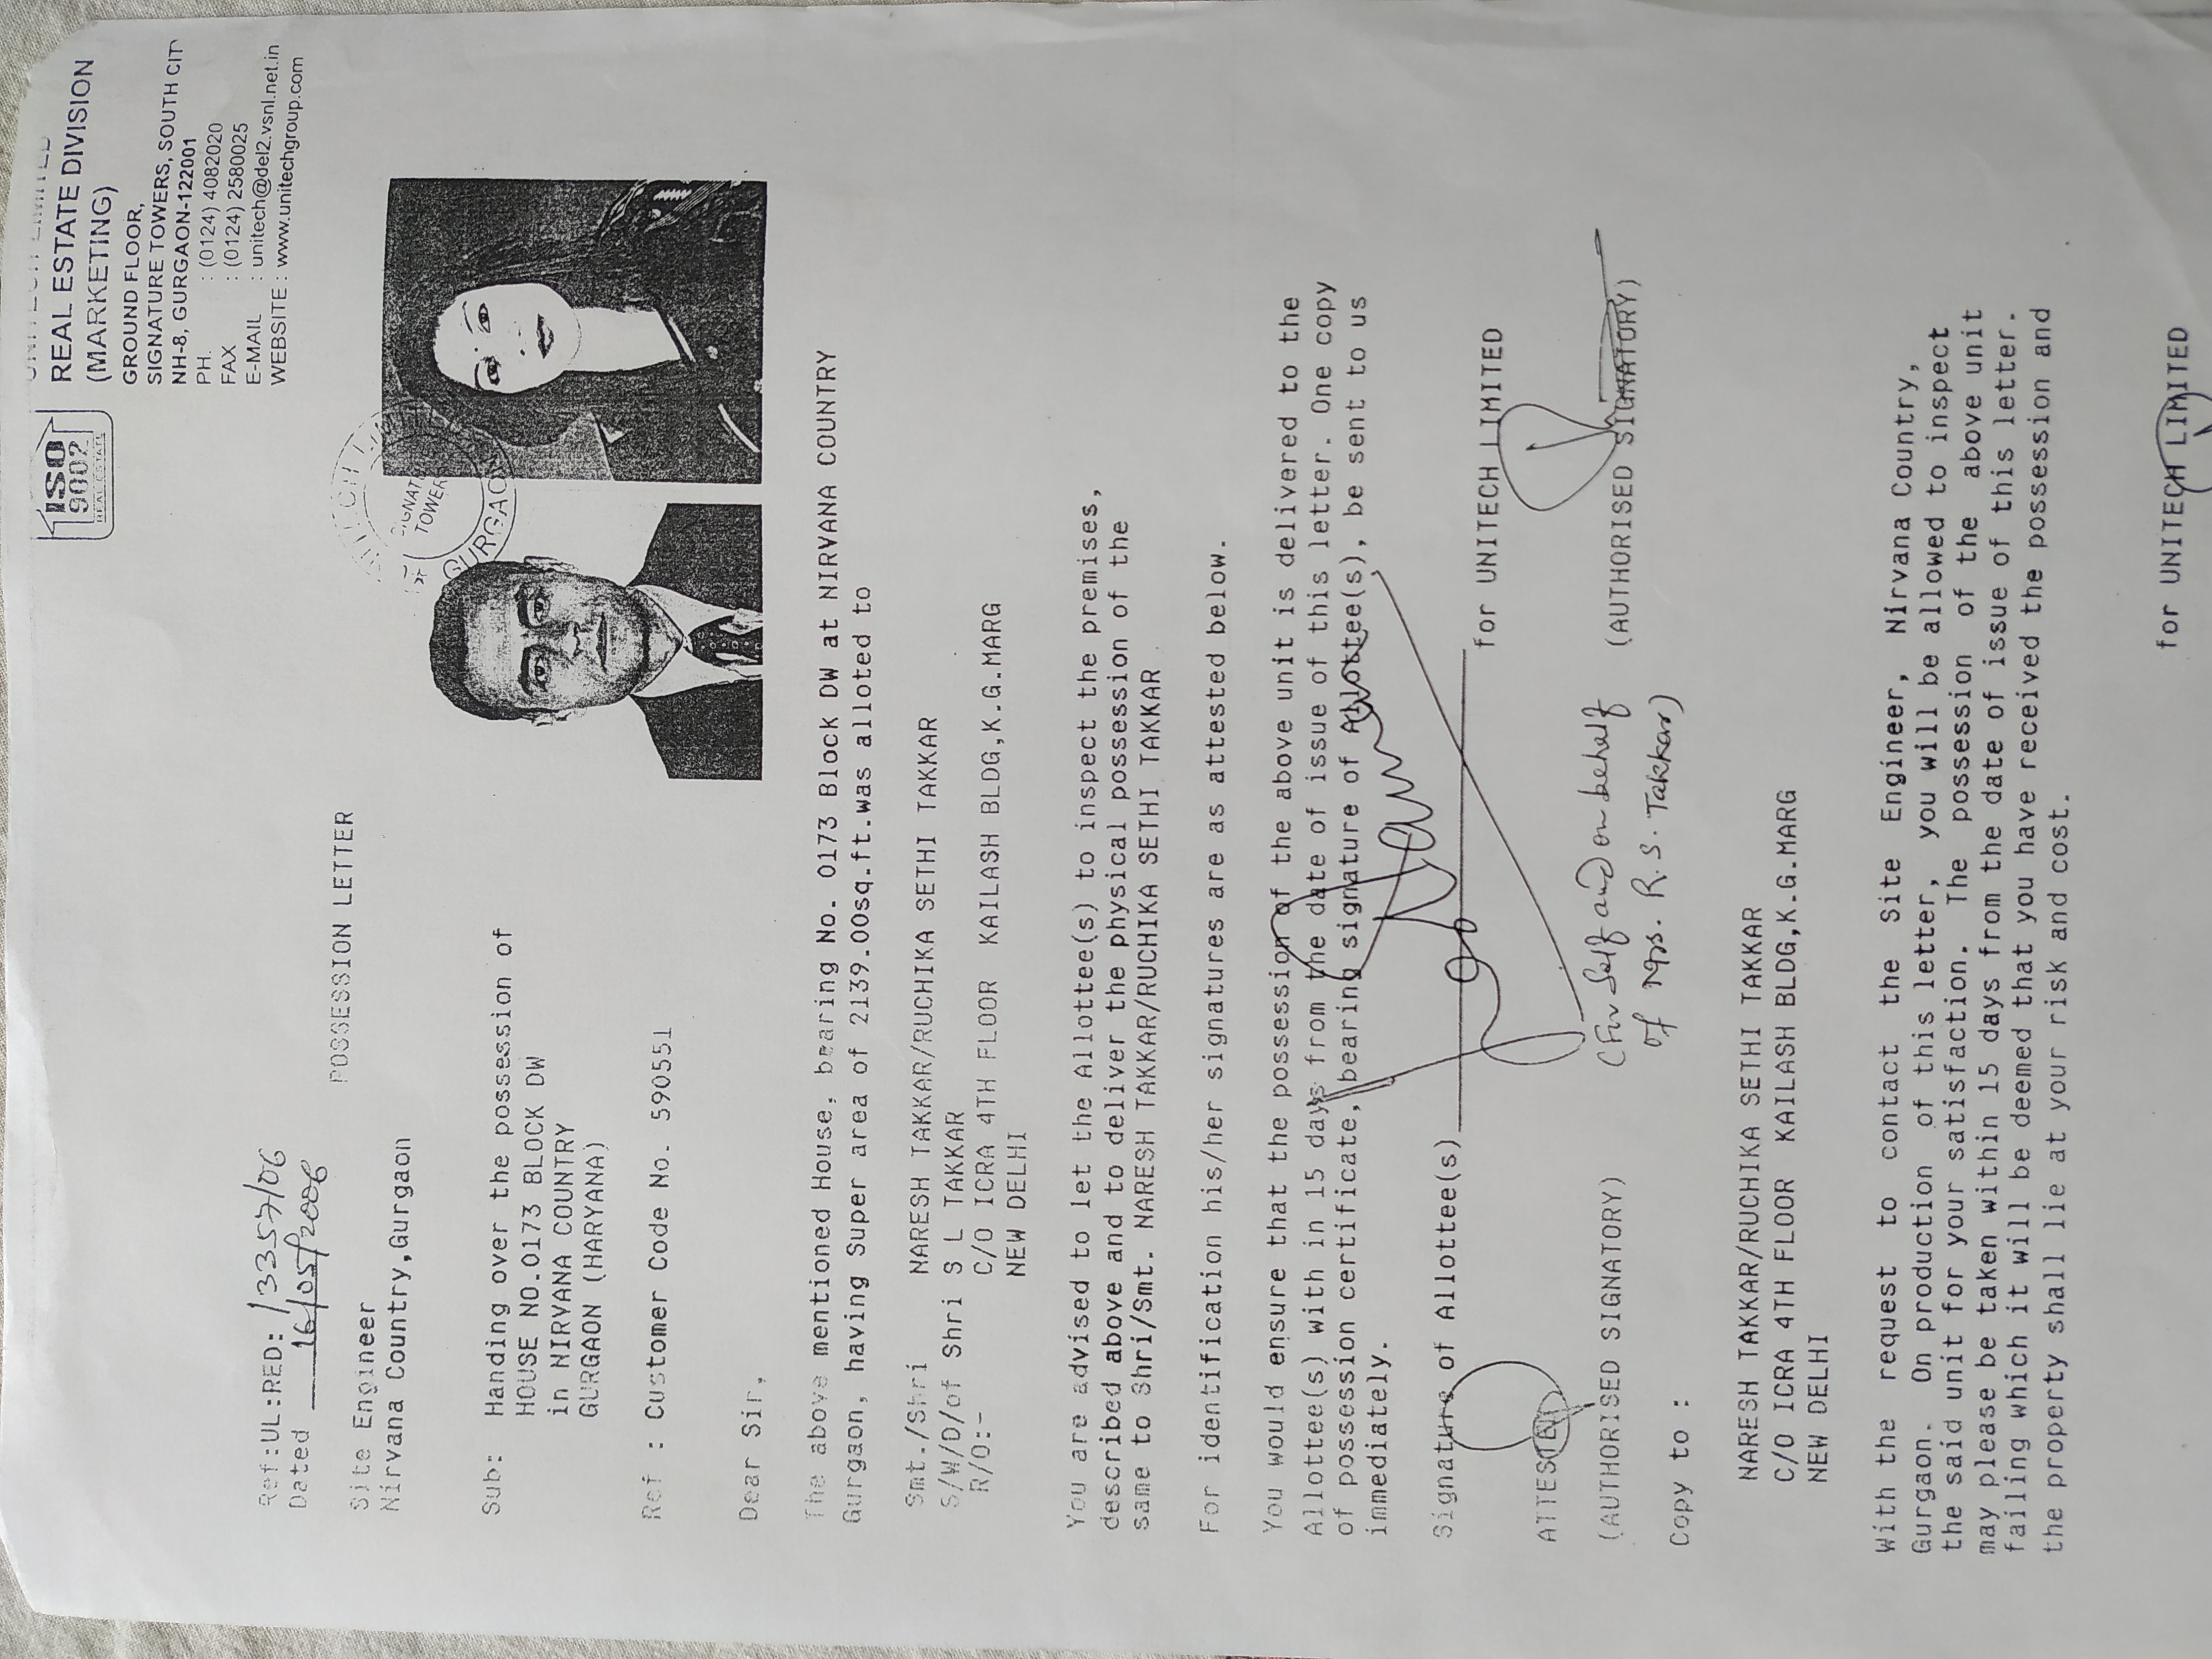 UNITECH LIMITED
ISO
9002
REAL ESTATE
REAL ESTATE DIVISION
(MARKETING)
GROUND FLOOR,
SIGNATURE TOWERS, SOUTH CITY
NH-8, GURGAON-122001
PH. : (0124) 4082020
FAX : (0124) 2580025
E-MAIL : unitech@del2.vsnl.net.in
WEBSITE : www.unitechgroup.com
Ref:UL:RED: /3357/06
Dated 16/05/2006
POSSESSION LETTER
Site Engineer
Nirvana Country,Gurgaon
SIGNAT
TOWER
GURGAO
Sub: Handing over the possession of
HOUSE NO.0173 BLOCK DW
in NIRVANA COUNTRY
GURGAON (HARYANA)
Ref : Customer Code No. 590551
Dear Sir,
The above mentioned House, bearing No. 0173 Block DW at NIRVANA COUNTRY
Gurgaon, having Super area of 2139.00sq.ft.was alloted to
Smt./Shri NARESH TAKKAR/RUCHIKA SETHI TAKKAR
S/W/D/of Shri S L TAKKAR
R/O:- C/O ICRA 4TH FLOOR KAILASH BLDG,K.G.MARG
NEW DELHI
You are advised to let the Allottee(s) to inspect the premises,
described above and to deliver the physical possession of the
same to Shri/Smt. NARESH TAKKAR/RUCHIKA SETHI TAKKAR
For identification his/her signatures are as attested below.
You would ensure that the possession of the above unit is delivered to the
Allottee(s) with in 15 days from the date of issue of this letter. One copy
of possession certificate, bearing signature of Allottee(s), be sent to us
immediately.
Signature of Allottee(s)
for UNITECH LIMITED
ATTESTED
(AUTHORISED SIGNATORY)
(For Self and on behalf
of Mrs. R. S. Takkar)
(AUTHORISED SIGNATORY)
Copy to :
NARESH TAKKAR/RUCHIKA SETHI TAKKAR
C/O ICRA 4TH FLOOR KAILASH BLDG,K.G.MARG
NEW DELHI
With the request to contact the Site Engineer, Nirvana Country,
Gurgaon. On production of this letter, you will be allowed to inspect
the said unit for your satisfaction. The possession of the above unit
may please be taken within 15 days from the date of issue of this letter.
failing which it will be deemed that you have received the possession and
the property shall lie at your risk and cost.
for UNITECH LIMITED